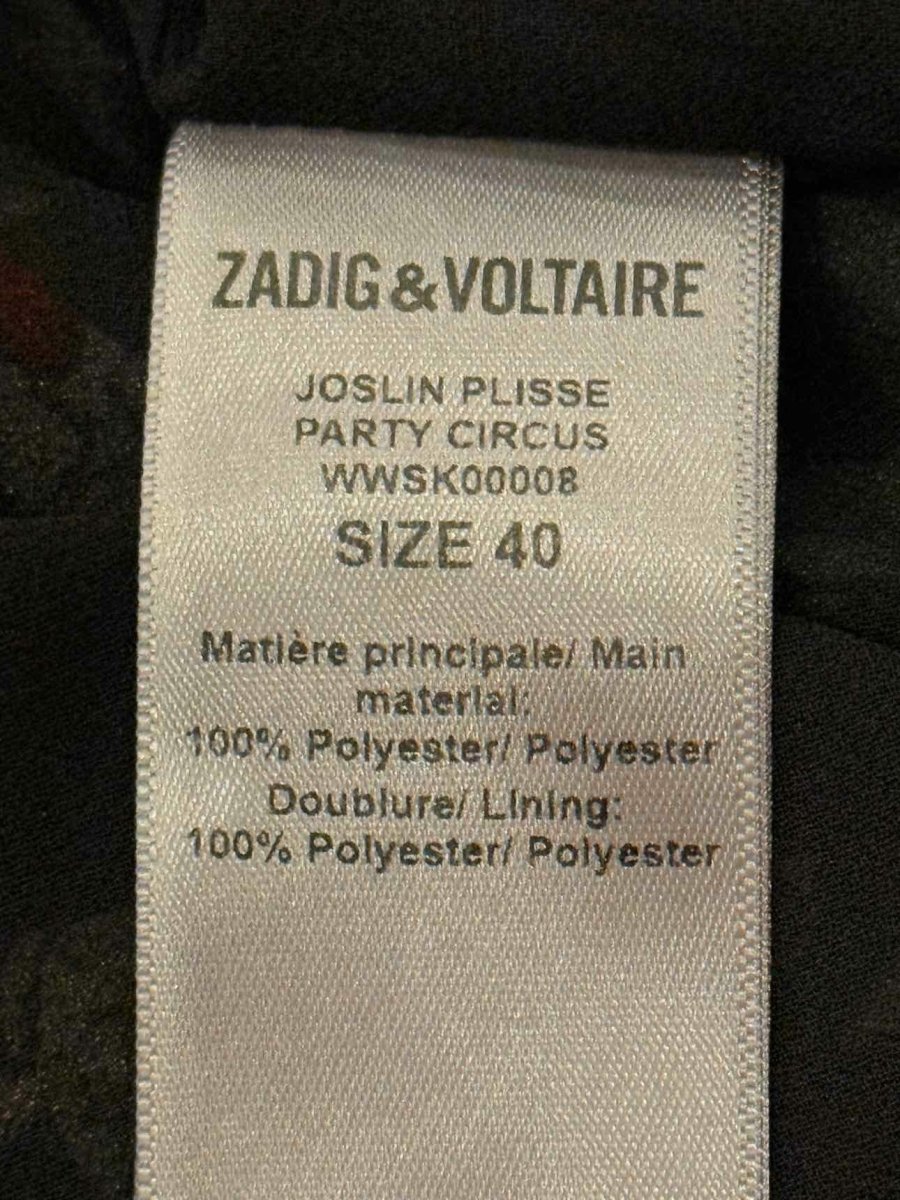 ZADIG&VOLTAIRE
JOSLIN PLISSE
PARTY CIRCUS
WWSK00008
SIZE 40
Matière principale/ Main
material:
100% Polyester/ Polyester
Doublure/ Lining:
100% Polyester/ Polyester